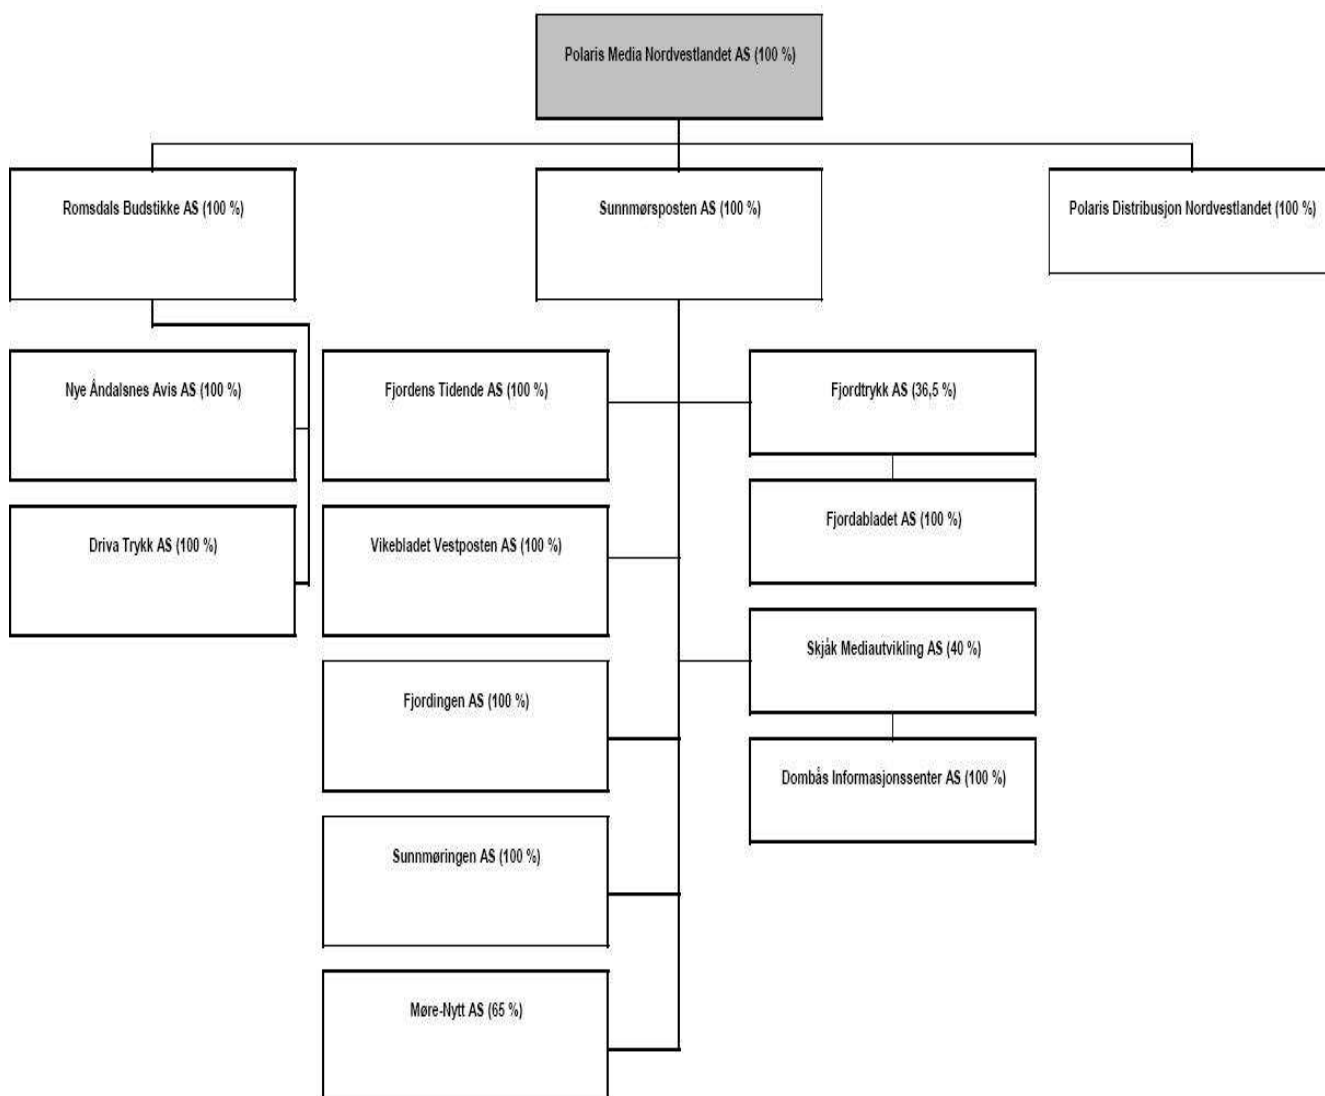 Polaris Media Nordvestlandet AS (100 %)
Romsdals Budstikke AS (100 %)
Sunnmørsposten AS (100 %)
Polaris Distribusjon Nordvestlandet (100 %)
Nye Åndalsnes Avis AS (100 %)
Fjordens Tidende AS (100 %)
Fjordtrykk AS (36,5 %)
Driva Trykk AS (100 %)
Vikebladet Vestposten AS (100 %)
Fjordabladet AS (100 %)
Fjordingen AS (100 %)
Skjåk Mediautvikling AS (40 %)
Sunnmøringen AS (100 %)
Dombås Informasjonssenter AS (100 %)
Møre-Nytt AS (65 %)